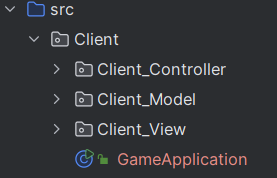 src
Client
Client_Controller
Client_Model
Client_View
GameApplication